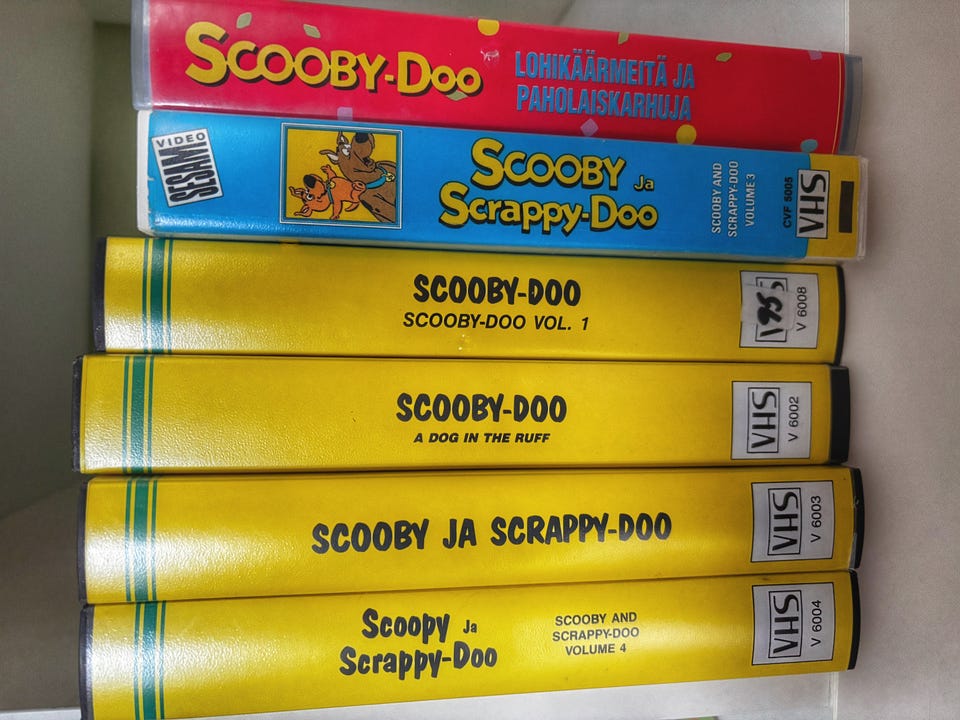 SCOOBY-DOO
LOHIKÄÄRMEITÄ JA
PAHOLAISKARHUJA
VIDEO
SESAM
SCOOBY JA
SCRAPPY-DOO
SCOOBY AND
SCRAPPY-DOO
VOLUME 3
CVF 5005
VHS
SCOOBY-DOO
SCOOBY-DOO VOL. 1
V 6008
SCOOBY-DOO
A DOG IN THE RUFF
VHS
V 6002
SCOOBY JA SCRAPPY-DOO
VHS
V 6003
SCOOPY JA
SCRAPPY-DOO
SCOOBY AND
SCRAPPY-DOO
VOLUME 4
VHS
V 6004